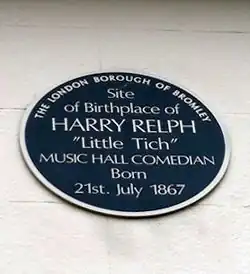 THE LONDON BOROUGH OF BROMLEY
Site
of Birthplace of
HARRY RELPH
"Little Tich"
MUSIC HALL COMEDIAN
Born
21st. July 1867